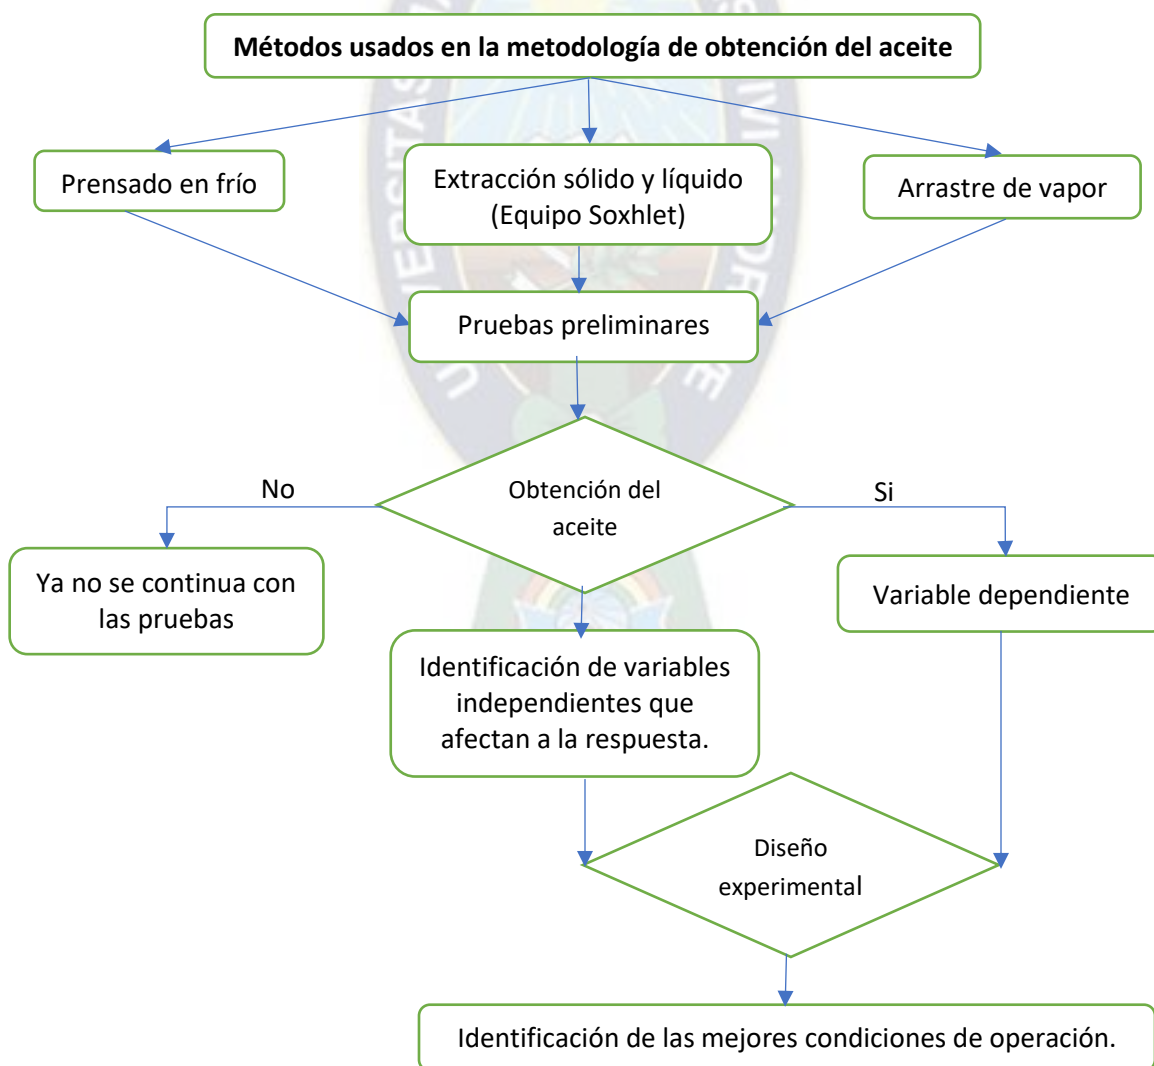 Métodos usados en la metodología de obtención del aceite
Prensado en frío
Extracción sólido y líquido
(Equipo Soxhlet)
Arrastre de vapor
Pruebas preliminares
No
Obtención del
aceite
Si
Ya no se continua con
las pruebas
Variable dependiente
Identificación de variables
independientes que
afectan a la respuesta.
Diseño
experimental
Identificación de las mejores condiciones de operación.